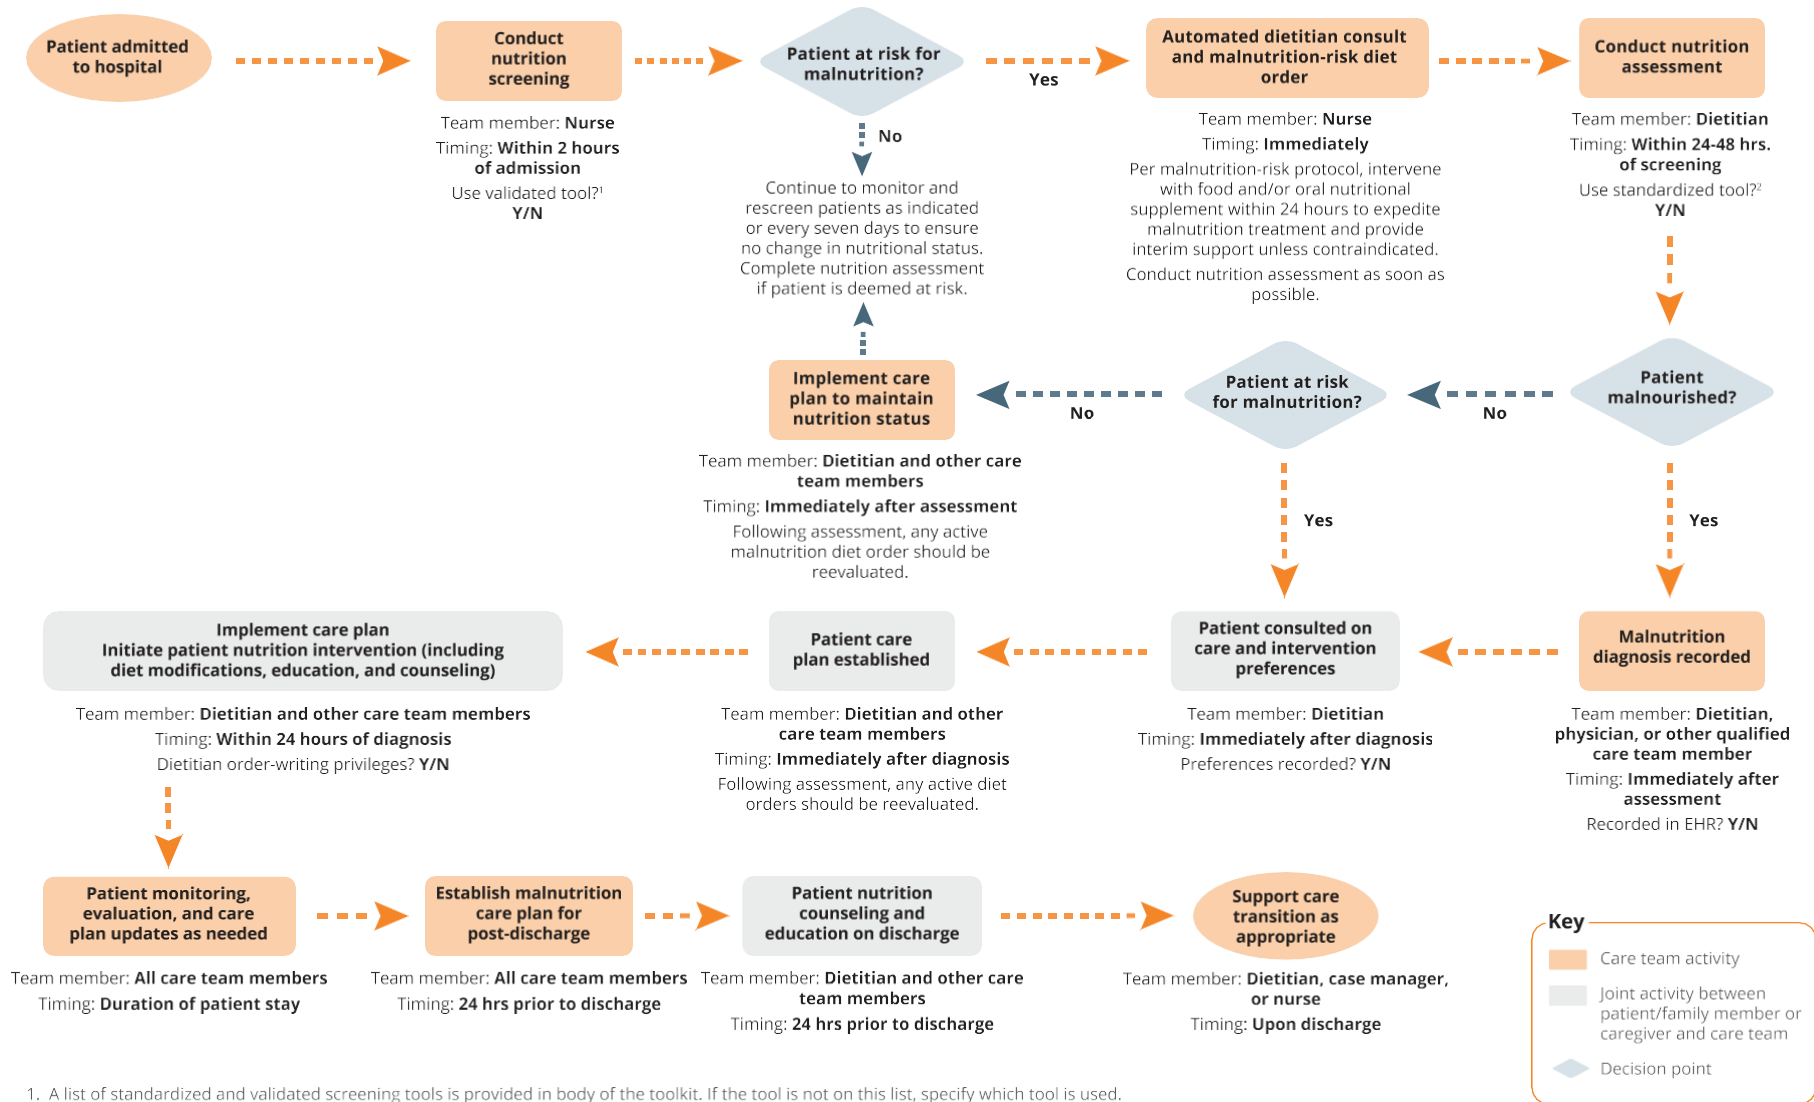 Patient admitted
to hospital
Conduct
nutrition
screening
Team member: Nurse
Timing: Within 2 hours
of admission
Use validated tool?¹
Y/N
Patient at risk for
malnutrition?
Yes
No
Continue to monitor and
rescreen patients as indicated
or every seven days to ensure
no change in nutritional status.
Complete nutrition assessment
if patient is deemed at risk.
Automated dietitian consult
and malnutrition-risk diet
order
Team member: Nurse
Timing: Immediately
Per malnutrition-risk protocol, intervene
with food and/or oral nutritional
supplement within 24 hours to expedite
malnutrition treatment and provide
interim support unless contraindicated.
Conduct nutrition assessment as soon as
possible.
Conduct nutrition
assessment
Team member: Dietitian
Timing: Within 24-48 hrs.
of screening
Use standardized tool?²
Y/N
Patient
malnourished?
No
Yes
Patient at risk
for malnutrition?
No
Yes
Implement care
plan to maintain
nutrition status
Team member: Dietitian and other care
team members
Timing: Immediately after assessment
Following assessment, any active
malnutrition diet order should be
reevaluated.
Malnutrition
diagnosis recorded
Team member: Dietitian,
physician, or other qualified
care team member
Timing: Immediately after
assessment
Recorded in EHR? Y/N
Patient consulted on
care and intervention
preferences
Team member: Dietitian
Timing: Immediately after diagnosis
Preferences recorded? Y/N
Patient care
plan established
Team member: Dietitian and other
care team members
Timing: Immediately after diagnosis
Following assessment, any active diet
orders should be reevaluated.
Implement care plan
Initiate patient nutrition intervention (including
diet modifications, education, and counseling)
Team member: Dietitian and other care team members
Timing: Within 24 hours of diagnosis
Dietitian order-writing privileges? Y/N
Patient monitoring,
evaluation, and care
plan updates as needed
Team member: All care team members
Timing: Duration of patient stay
Establish malnutrition
care plan for
post-discharge
Team member: All care team members
Timing: 24 hrs prior to discharge
Patient nutrition
counseling and
education on discharge
Team member: Dietitian and other care
team members
Timing: 24 hrs prior to discharge
Support care
transition as
appropriate
Team member: Dietitian, case manager,
or nurse
Timing: Upon discharge
Key
Care team activity
Joint activity between
patient/family member or
caregiver and care team
Decision point
1. A list of standardized and validated screening tools is provided in body of the toolkit. If the tool is not on this list, specify which tool is used.